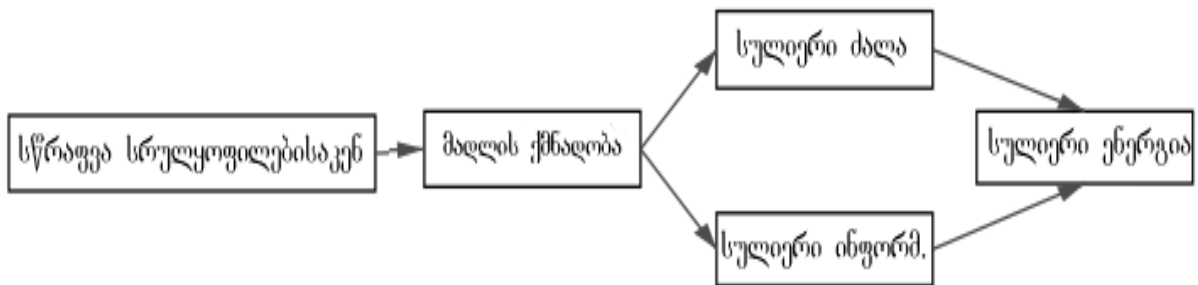 სწრაფვა სრულყოფილებისაკენ
მადლის ქმნადობა
სულიერი ძალა
სულიერი ინფორმ.
სულიერი ენერგია